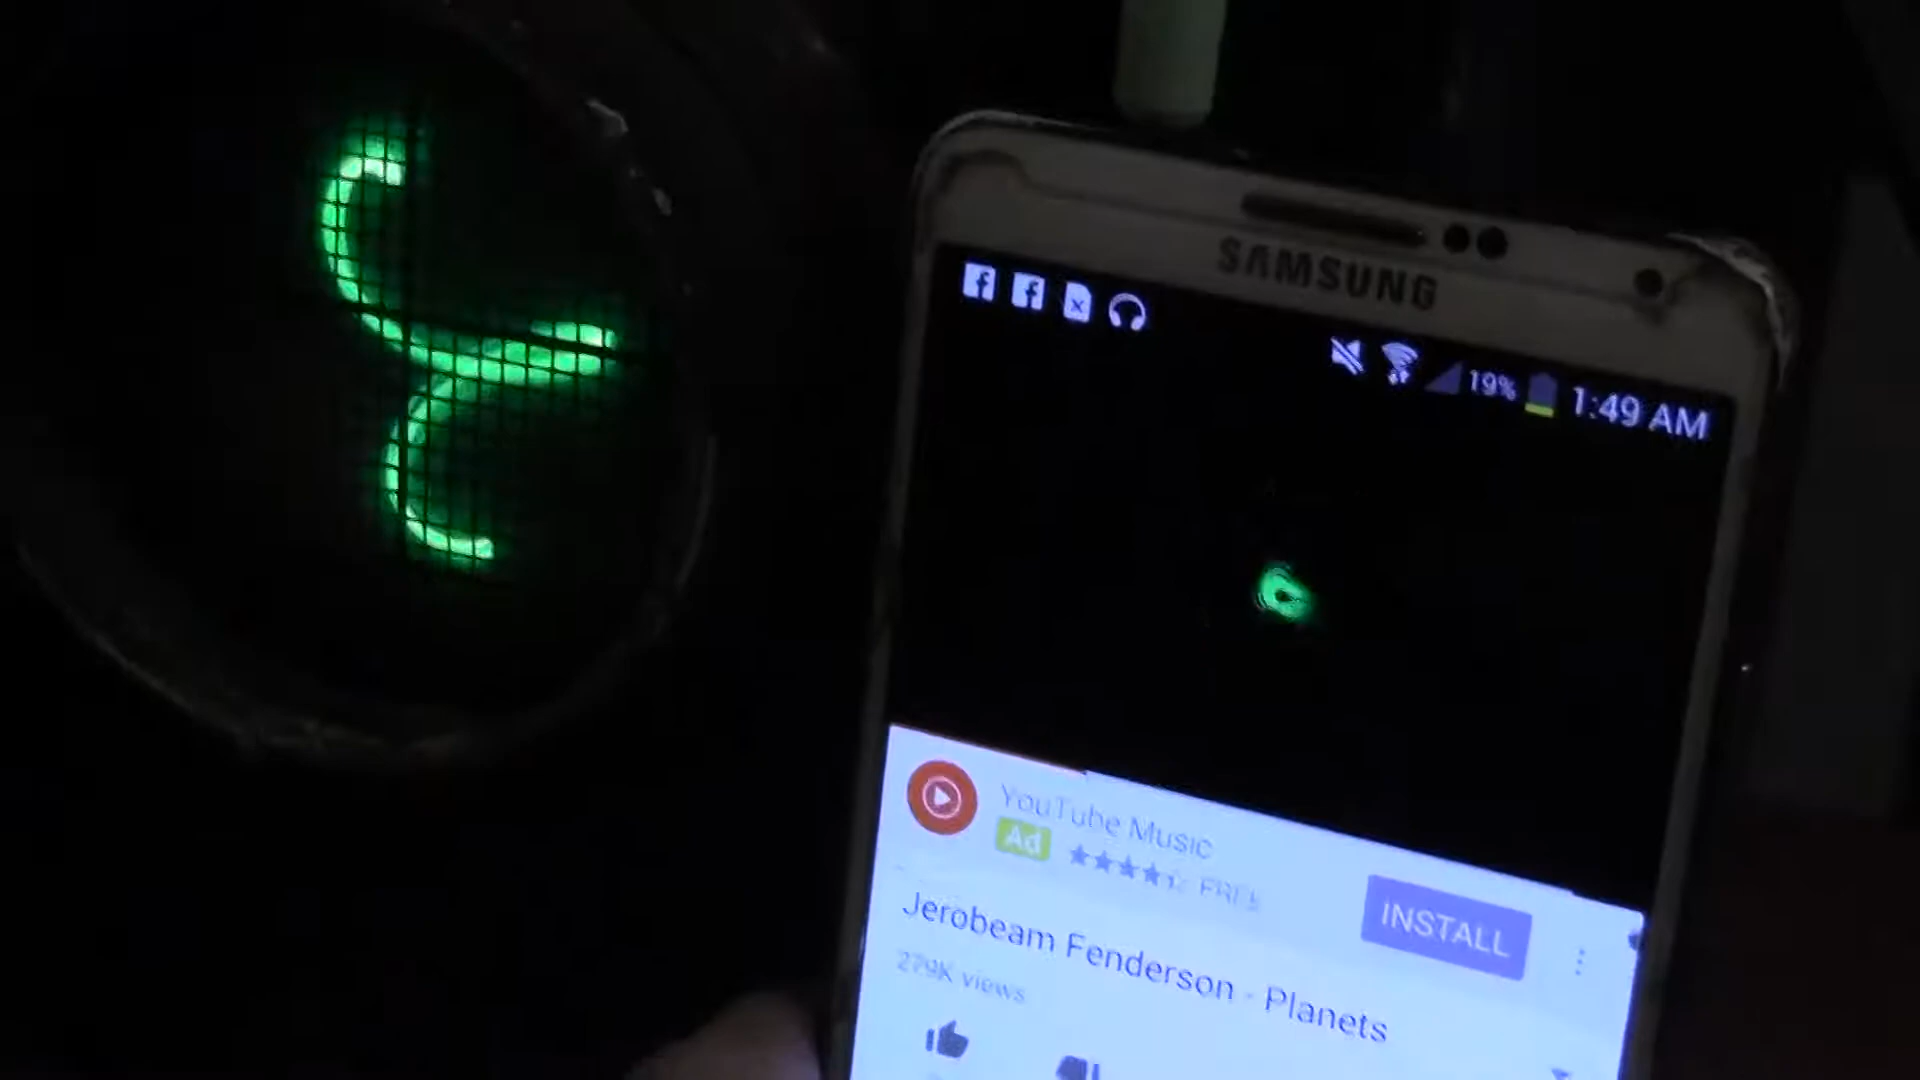 SAMSUNG
19% 1:49 AM
YouTube Music
Ad FREE
INSTALL
Jerobeam Fenderson - Planets
279K views